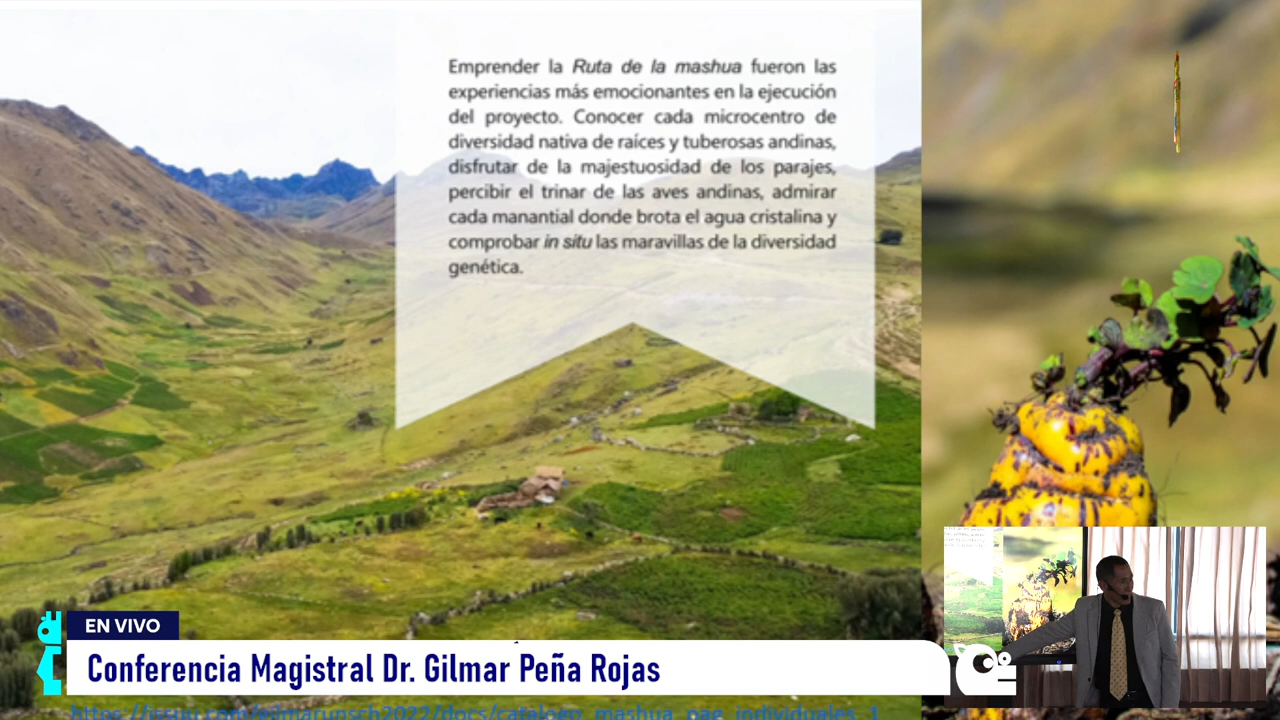 Emprender la Ruta de la mashua fueron las
experiencias más emocionantes en la ejecución
del proyecto. Conocer cada microcentro de
diversidad nativa de raíces y tuberosas andinas,
disfrutar de la majestuosidad de los parajes,
percibir el trinar de las aves andinas, admirar
cada manantial donde brota el agua cristalina y
comprobar in situ las maravillas de la diversidad
genética.
EN VIVO
Conferencia Magistral Dr. Gilmar Peña Rojas